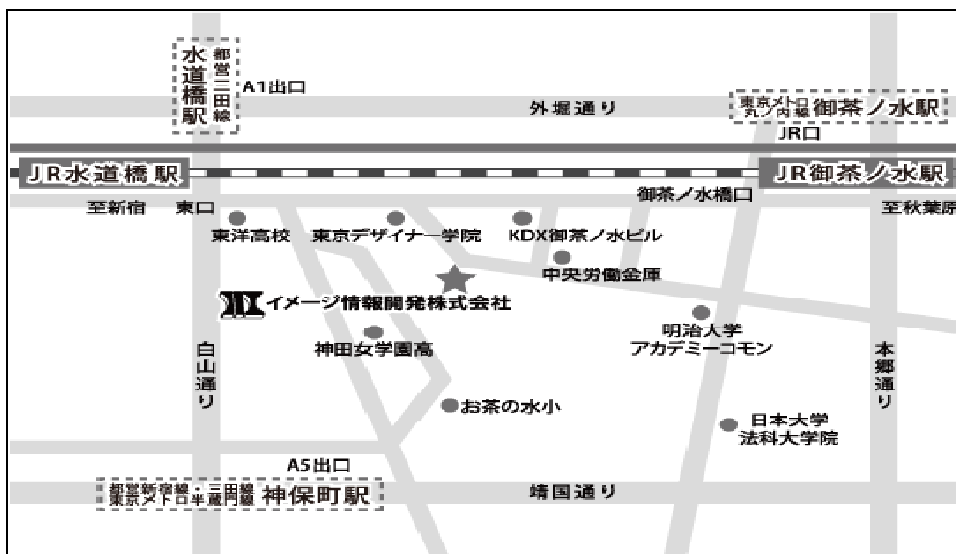 水道橋駅
都営三田線
A1出口
外堀通り
東京メトロ
丸ノ内線
御茶ノ水駅
JR口
JR水道橋駅
JR御茶ノ水駅
御茶ノ水橋口
至新宿
東口
至秋葉原
東洋高校
東京デザイナー学院
KDX御茶ノ水ビル
中央労働金庫
イメージ情報開発株式会社
神田女学園高
明治大学
アカデミーコモン
白山通り
本郷通り
お茶の水小
日本大学
法科大学院
A5出口
都営新宿線・三田線
東京メトロ半蔵門線
神保町駅
靖国通り